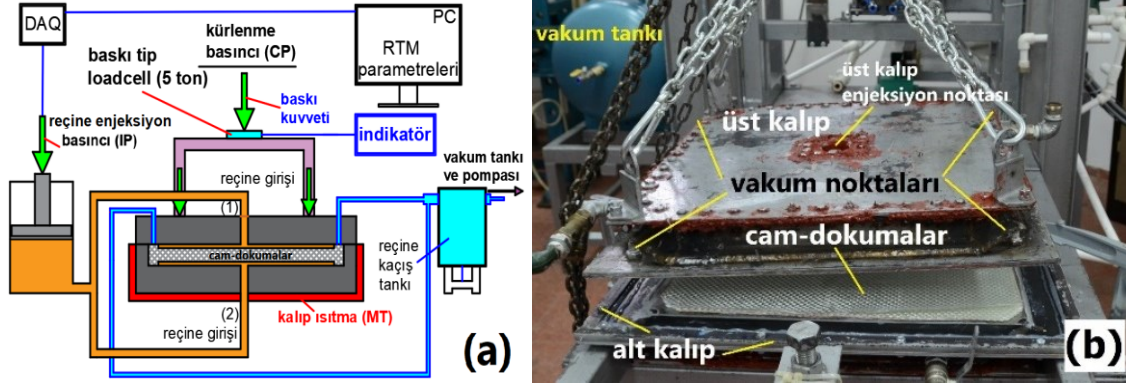 DAQ
PC
RTM
parametreleri
kürlenme
basıncı (CP)
baskı tip
loadcell (5 ton)
baskı
kuvveti
indikatör
reçine enjeksiyon
basıncı (IP)
reçine girişi
(1)
vakum tankı
ve pompası
cam-dokumalar
reçine
kaçış
tankı
(2)
reçine girişi
kalıp ısıtma (MT)
(a)
vakum tankı
üst kalıp
enjeksiyon noktası
üst kalıp
vakum noktaları
cam-dokumalar
alt kalıp
(b)